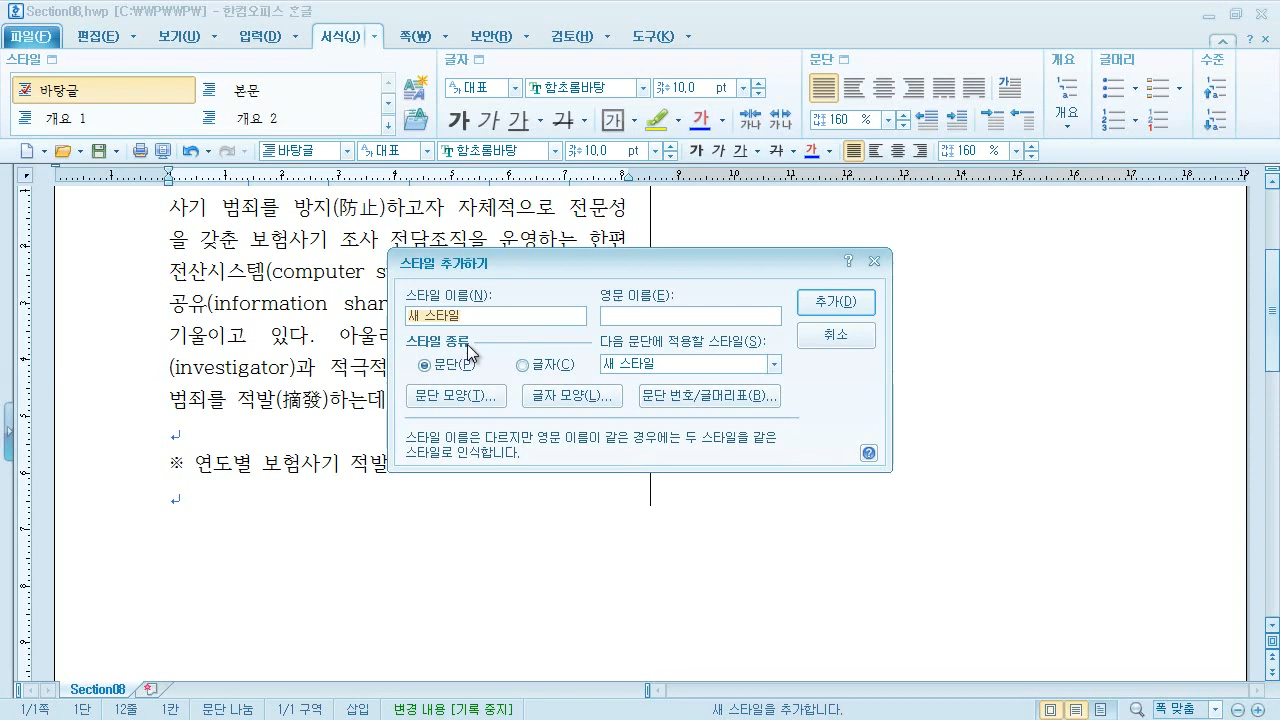 Section08.hwp [C:\WPWWPW] - 한컴오피스 흔글
파일(F) 편집(E) 보기(U) 입력(D) 서식(J) 쪽(W) 보안(R) 검토(H) 도구(K)
스타일 글자 문단 개요 글머리 수준
바탕글 본문
개요 1 개요 2
대표 함초롬바탕 10,0 pt
가 가 가 가 가 가
160 % 개요
바탕글 대표 함초롬바탕 10,0 pt 가 가 가 가 가 160 %
사기 범죄를 방지(防止)하고자 자체적으로 전문성
을 갖춘 보험사기 조사 전담조직을 운영하는 한편
전산시스템(computer s
공유(information shar
기울이고 있다. 아울러
(investigator)과 적극적
범죄를 적발(摘發)하는데
※ 연도별 보험사기 적발
스타일 추가하기
스타일 이름(N): 영문 이름(E): 추가(D)
새 스타일 취소
스타일 종류 다음 문단에 적용할 스타일(S):
문단(P) 글자(C) 새 스타일
문단 모양(T)... 글자 모양(L)... 문단 번호/글머리표(B)...
스타일 이름은 다르지만 영문 이름이 같은 경우에는 두 스타일을 같은
스타일로 인식합니다.
Section08
1/1쪽 1단 12줄 1칸 문단 나눔 1/1 구역 삽입 변경 내용 [기록 중지] 새 스타일을 추가합니다. 폭 맞춤